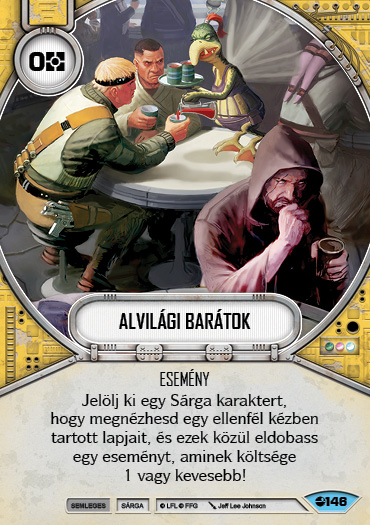 0
ALVILÁGI BARÁTOK
ESEMÉNY
Jelölj ki egy Sárga karaktert,
hogy megnézhesd egy ellenfél kézben
tartott lapjait, és ezek közül eldobass
egy eseményt, aminek költsége
1 vagy kevesebb!
SEMLEGES SÁRGA © LFL © FFG Jeff Lee Johnson 148